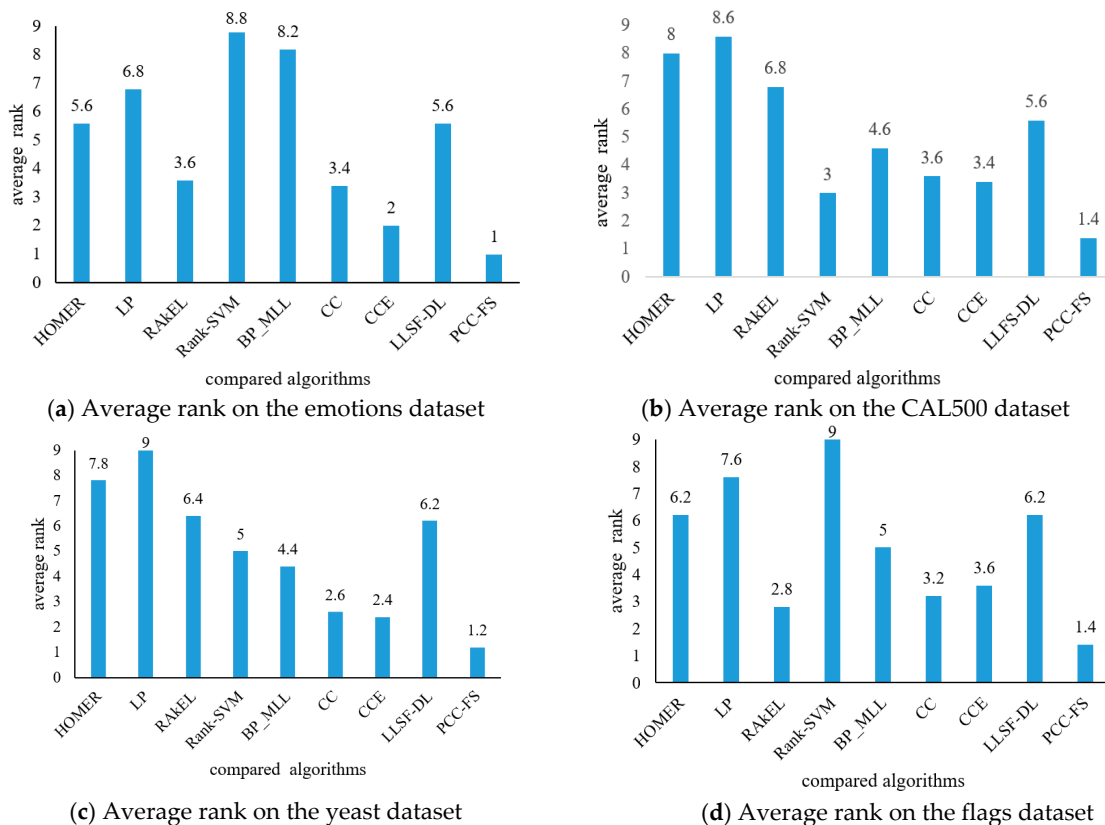 average rank
9
8
7
6
5
4
3
2
1
0
5.6
6.8
3.6
8.8
8.2
3.4
2
5.6
1
HOMER
LP
RAkEL
Rank-SVM
BP_MLL
CC
CCE
LLSF-DL
PCC-FS
compared algorithms
(a) Average rank on the emotions dataset
average rank
9
8
7
6
5
4
3
2
1
0
8
8.6
6.8
3
4.6
3.6
3.4
5.6
1.4
HOMER
LP
RAkEL
Rank-SVM
BP_MLL
CC
CCE
LLFS-DL
PCC-FS
compared algorithms
(b) Average rank on the CAL500 dataset
average rank
9
8
7
6
5
4
3
2
1
0
7.8
9
6.4
5
4.4
2.6
2.4
6.2
1.2
HOMER
LP
RAkEL
Rank-SVM
BP_MLL
CC
CCE
LLSF-DL
PCC-FS
compared algorithms
(c) Average rank on the yeast dataset
average rank
9
8
7
6
5
4
3
2
1
0
6.2
7.6
2.8
9
5
3.2
3.6
6.2
1.4
HOMER
LP
RAkEL
Rank-SVM
BP_MLL
CC
CCE
LLSF-DL
PCC-FS
compared algorithms
(d) Average rank on the flags dataset